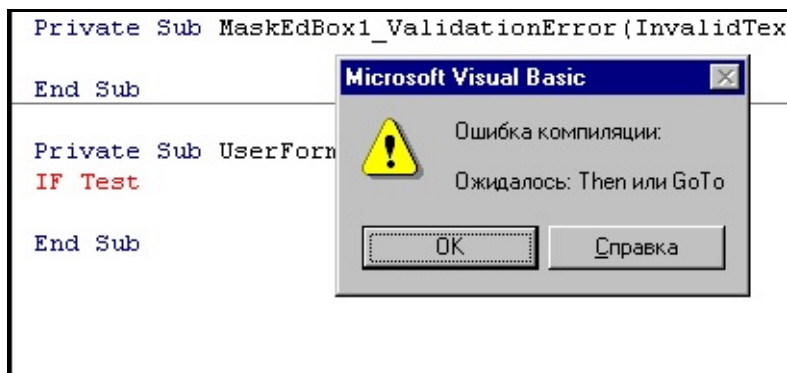 Private Sub MaskEdBox1_ValidationError(InvalidTex
End Sub
Private Sub UserForm
IF Test
End Sub
Microsoft Visual Basic
Ошибка компиляции:
Ожидалось: Then или GoTo
OK
Справка